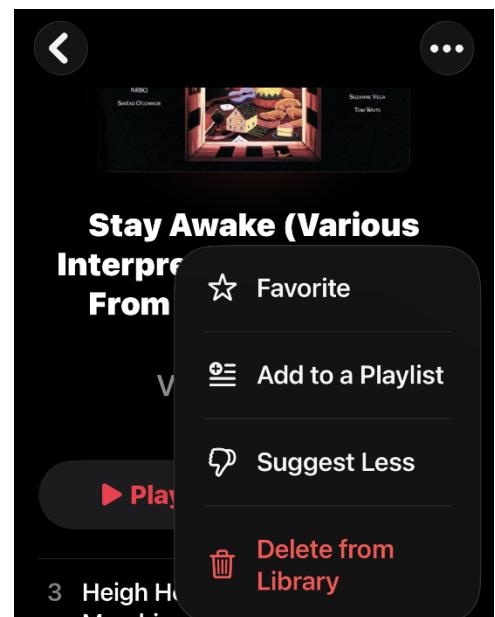 NRBQ
Sinéad O'Connor
Suzanne Vega
Tom Waits
Stay Awake (Various
Interpre
From
V
Play
Favorite
Add to a Playlist
Suggest Less
Delete from
Library
3 Heigh H